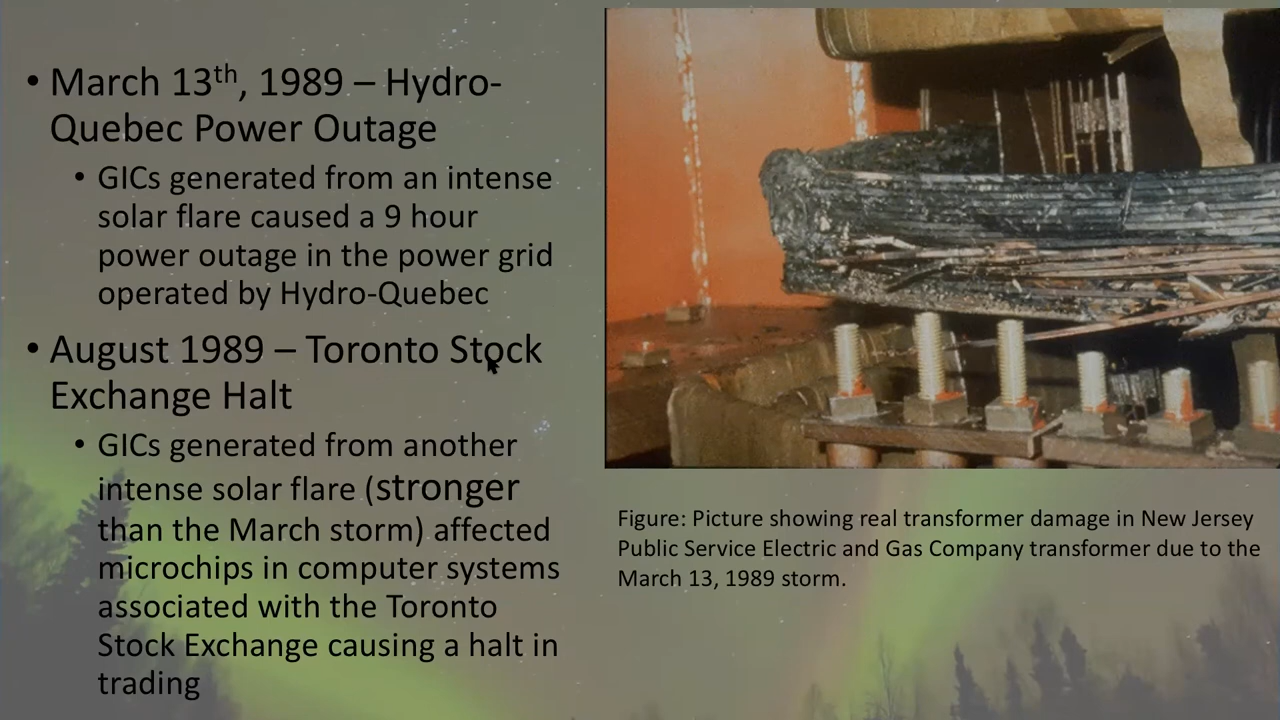 • March 13th, 1989 – Hydro-
Quebec Power Outage
• GICs generated from an intense
solar flare caused a 9 hour
power outage in the power grid
operated by Hydro-Quebec
• August 1989 – Toronto Stock
Exchange Halt
• GICs generated from another
intense solar flare (stronger
than the March storm) affected
microchips in computer systems
associated with the Toronto
Stock Exchange causing a halt in
trading
Figure: Picture showing real transformer damage in New Jersey
Public Service Electric and Gas Company transformer due to the
March 13, 1989 storm.